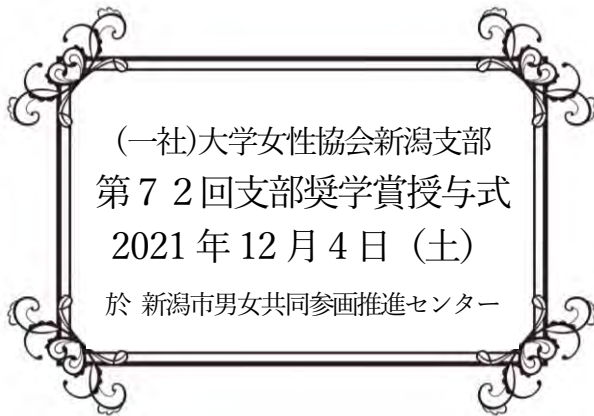 (一社)大学女性協会新潟支部
第７２回支部奨学賞授与式
2021 年 12 月 4 日（土）
於 新潟市男女共同参画推進センター